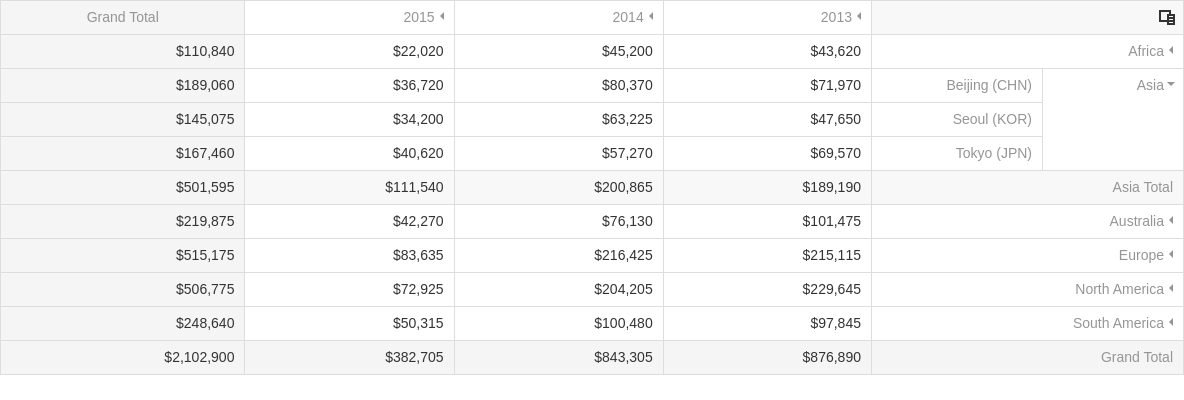 Grand Total 2015 2014 2013
$110,840 $22,020 $45,200 $43,620 Africa
$189,060 $36,720 $80,370 $71,970 Beijing (CHN) Asia
$145,075 $34,200 $63,225 $47,650 Seoul (KOR)
$167,460 $40,620 $57,270 $69,570 Tokyo (JPN)
$501,595 $111,540 $200,865 $189,190 Asia Total
$219,875 $42,270 $76,130 $101,475 Australia
$515,175 $83,635 $216,425 $215,115 Europe
$506,775 $72,925 $204,205 $229,645 North America
$248,640 $50,315 $100,480 $97,845 South America
$2,102,900 $382,705 $843,305 $876,890 Grand Total